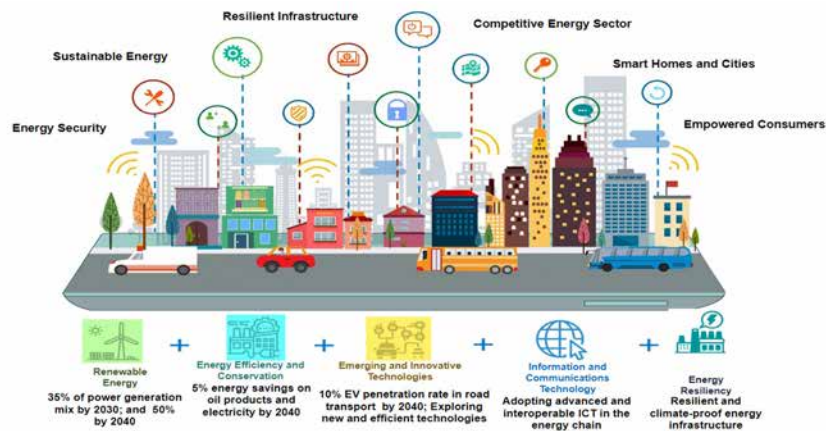 Resilient Infrastructure
Competitive Energy Sector
Sustainable Energy
Smart Homes and Cities
Energy Security
Empowered Consumers
Renewable
Energy
35% of power generation
mix by 2030; and 50%
by 2040
Energy Efficiency and
Conservation
5% energy savings on
oil products and
electricity by 2040
Emerging and Innovative
Technologies
10% EV penetration rate in road
transport by 2040; Exploring
new and efficient technologies
Information and
Communications
Technology
Adopting advanced and
interoperable ICT in the
energy chain
Energy
Resiliency
Resilient and
climate-proof energy
infrastructure